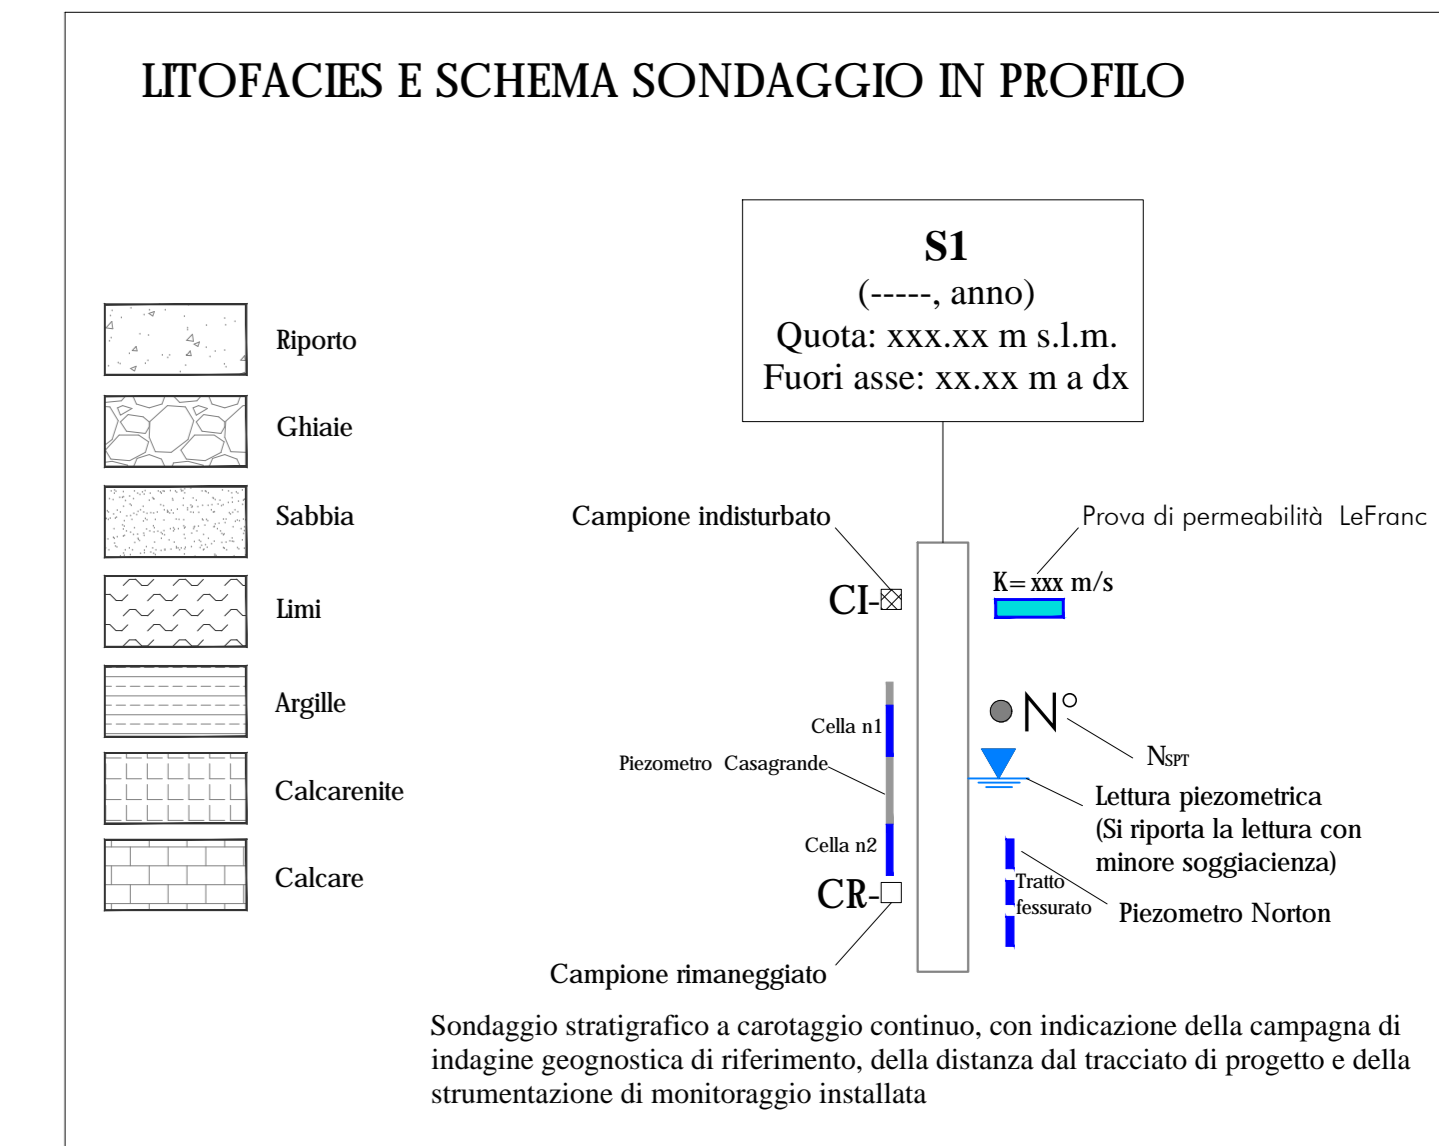 LITOFACIES E SCHEMA SONDAGGIO IN PROFILO
S1
(-----, anno)
Quota: xxx.xx m s.l.m.
Fuori asse: xx.xx m a dx
Riporto
Ghiaie
Sabbia
Limi
Argille
Calcarenite
Calcare
Campione indisturbato
CI-
Prova di permeabilità LeFranc
K= xxx m/s
Cella n1
Piezometro Casagrande
Cella n2
CR-
Campione rimaneggiato
N°
NSPT
Lettura piezometrica
(Si riporta la lettura con
minore soggiacienza)
Tratto
fessurato
Piezometro Norton
Sondaggio stratigrafico a carotaggio continuo, con indicazione della campagna di
indagine geognostica di riferimento, della distanza dal tracciato di progetto e della
strumentazione di monitoraggio installata